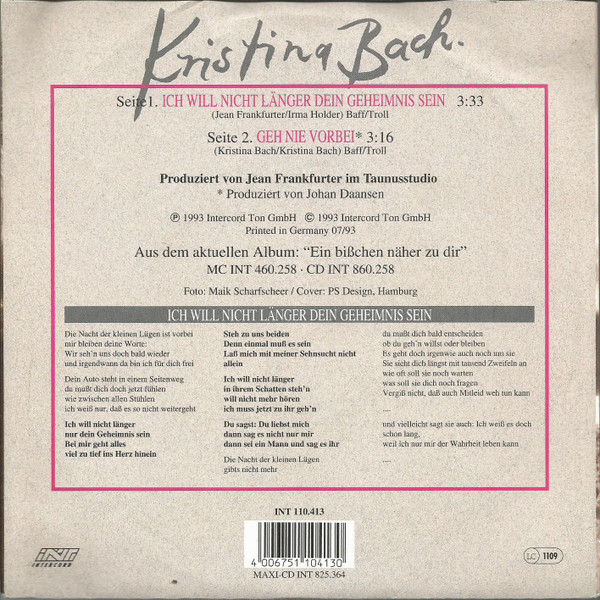 Kristina Bach.
Seite1. ICH WILL NICHT LÄNGER DEIN GEHEIMNIS SEIN 3:33
(Jean Frankfurter/Irma Holder) Baff/Troll
Seite 2. GEH NIE VORBEI* 3:16
(Kristina Bach/Kristina Bach) Baff/Troll
Produziert von Jean Frankfurter im Taunusstudio
* Produziert von Johan Daansen
Ⓟ 1993 Intercord Ton GmbH © 1993 Intercord Ton GmbH
Printed in Germany 07/93
Aus dem aktuellen Album: “Ein bißchen näher zu dir”
MC INT 460.258 · CD INT 860.258
Foto: Maik Scharfscheer / Cover: PS Design, Hamburg
ICH WILL NICHT LÄNGER DEIN GEHEIMNIS SEIN
Die Nacht der kleinen Lügen ist vorbei
mir bleiben deine Worte:
Wir seh'n uns doch bald wieder
und irgendwann da bin ich für dich frei
Dein Auto steht in einem Seitenweg
du mußt dich doch jetzt fühlen
wie zwischen allen Stühlen
ich weiß nur, daß es so nicht weitergeht
Ich will nicht länger
nur dein Geheimnis sein
Bei mir geht alles
viel zu tief ins Herz hinein
Steh zu uns beiden
Denn einmal muß es sein
Laß mich mit meiner Sehnsucht nicht
allein
Ich will nicht länger
in ihrem Schatten steh'n
will nicht mehr hören
ich muss jetzt zu ihr geh'n
Du sagst: Du liebst mich
dann sag es nicht nur mir
dann sei ein Mann und sag es ihr
Die Nacht der kleinen Lügen
gibts nicht mehr
du mußt dich bald entscheiden
ob du geh'n willst oder bleiben
Es geht doch irgenwie auch noch um sie
Sie sieht dich längst mit tausend Zweifeln an
wie oft soll sie noch warten
was soll sie dich noch fragen
Vergiß nicht, daß auch Mitleid weh tun kann
....
und vielleicht sagt sie auch: Ich weiß es doch
schon lang,
weil ich nur mir der Wahrheit leben kann
....
INT 110.413
4 006751 104130
MAXI-CD INT 825.364
INT
INTERCORD
LC 1109